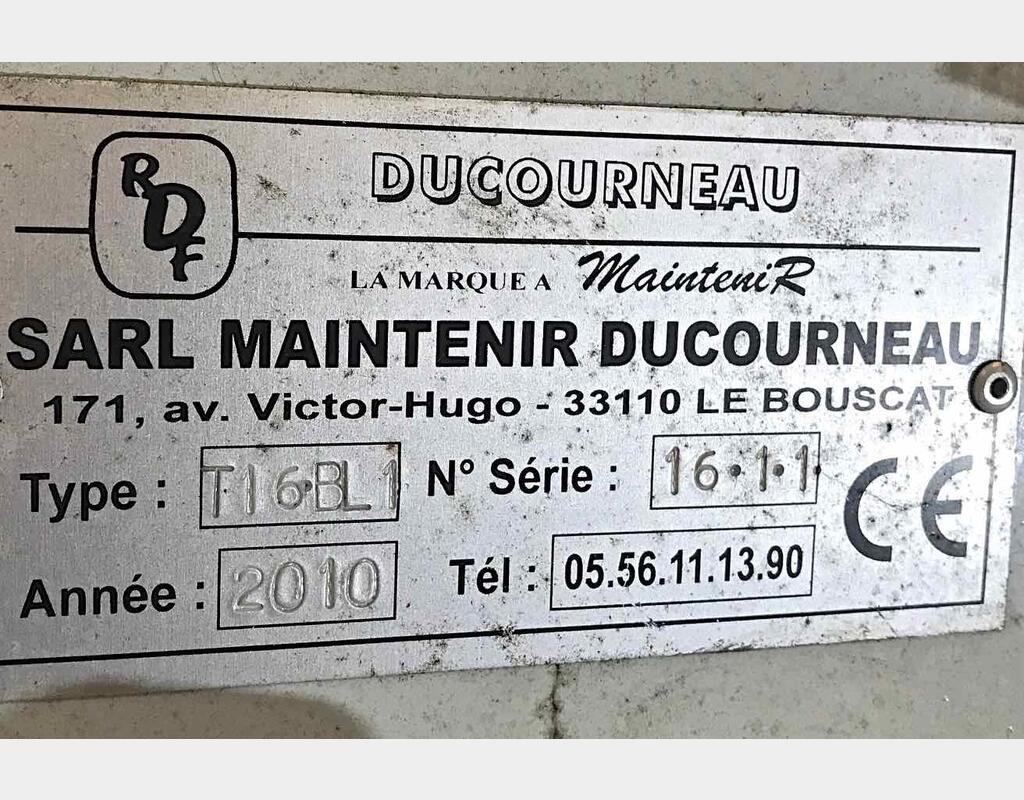 RDF
DUCOURNEAU
LA MARQUE A MainteniR
SARL MAINTENIR DUCOURNEAU
171, av. Victor-Hugo - 33110 LE BOUSCAT
Type : T16•BL1 N° Série : 16•1•1
Année : 2010 Tél : 05.56.11.13.90
CE